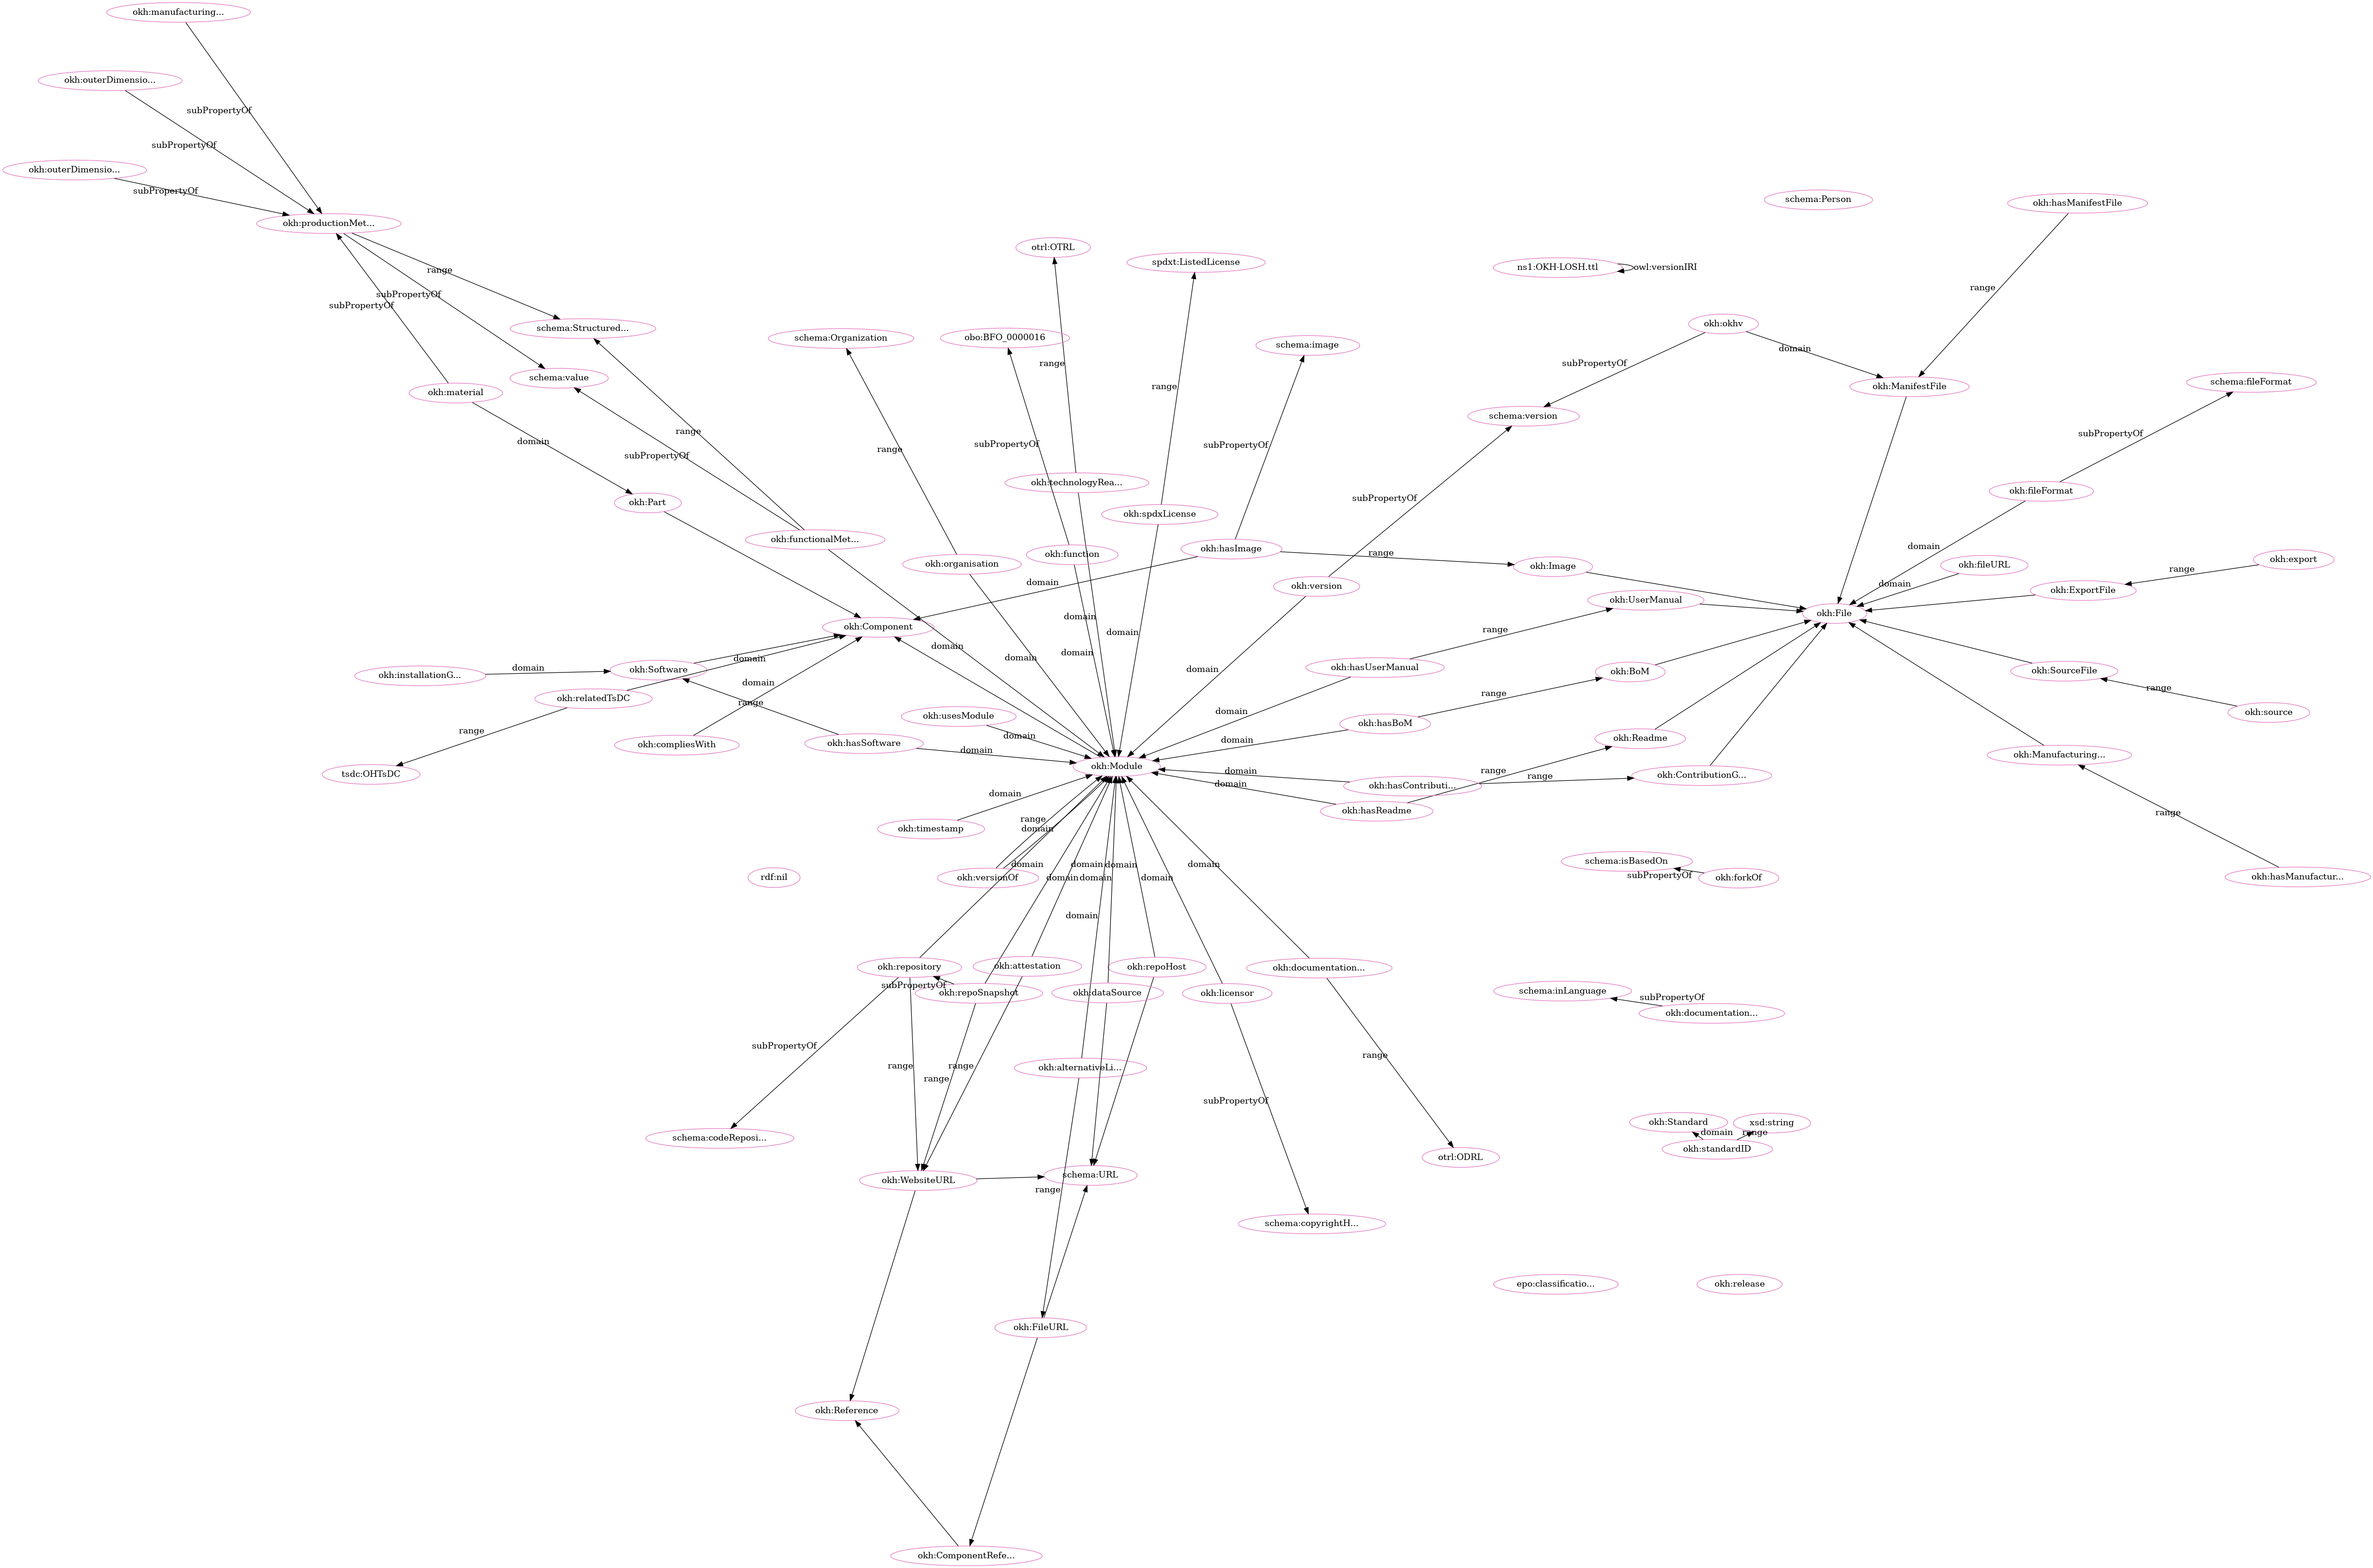 okh:manufacturing...
okh:outerDimensio...
subPropertyOf
subPropertyOf
okh:outerDimensio...
subPropertyOf
okh:productionMet...
schema:Person
okh:hasManifestFile
otrl:OTRL
spdxt:ListedLicense
ns1:OKH-LOSH.ttl
owl:versionIRI
range
subPropertyOf
subPropertyOf
range
schema:Structured...
okh:okhv
schema:Organization
obo:BFO_0000016
schema:image
domain
subPropertyOf
range
schema:value
okh:material
okh:ManifestFile
schema:fileFormat
range
schema:version
range
domain
range
subPropertyOf
subPropertyOf
subPropertyOf
subPropertyOf
okh:technologyRea...
okh:fileFormat
okh:Part
subPropertyOf
okh:spdxLicense
okh:functionalMet...
okh:function
okh:hasImage
range
domain
okh:organisation
okh:Image
okh:fileURL
okh:export
range
domain
okh:version
domain
okh:ExportFile
okh:UserManual
okh:File
domain
okh:Component
domain
range
domain
domain
domain
domain
okh:installationG...
domain
okh:Software
domain
okh:hasUserManual
okh:BoM
okh:SourceFile
okh:relatedTsDC
domain
range
range
range
okh:usesModule
domain
okh:source
range
okh:compliesWith
okh:hasSoftware
domain
domain
domain
okh:hasBoM
okh:Readme
okh:Manufacturing...
tsdc:OHTsDC
okh:Module
domain
range
range
okh:ContributionG...
domain
okh:hasContributi...
domain
okh:hasReadme
okh:timestamp
range
domain
range
schema:isBasedOn
domain
domain
domain
domain
rdf:nil
okh:versionOf
domain
domain
domain
subPropertyOf
okh:forkOf
okh:hasManufactur...
domain
okh:repository
okh:attestation
okh:repoHost
okh:documentation...
subPropertyOf
okh:repoSnapshot
okh:dataSource
okh:licensor
schema:inLanguage
subPropertyOf
okh:documentation...
subPropertyOf
range
range
range
okh:alternativeLi...
range
subPropertyOf
okh:Standard
xsd:string
domain
range
schema:codeReposi...
okh:standardID
otrl:ODRL
okh:WebsiteURL
schema:URL
range
schema:copyrightH...
epo:classificatio...
okh:release
okh:FileURL
okh:Reference
okh:ComponentRefe...